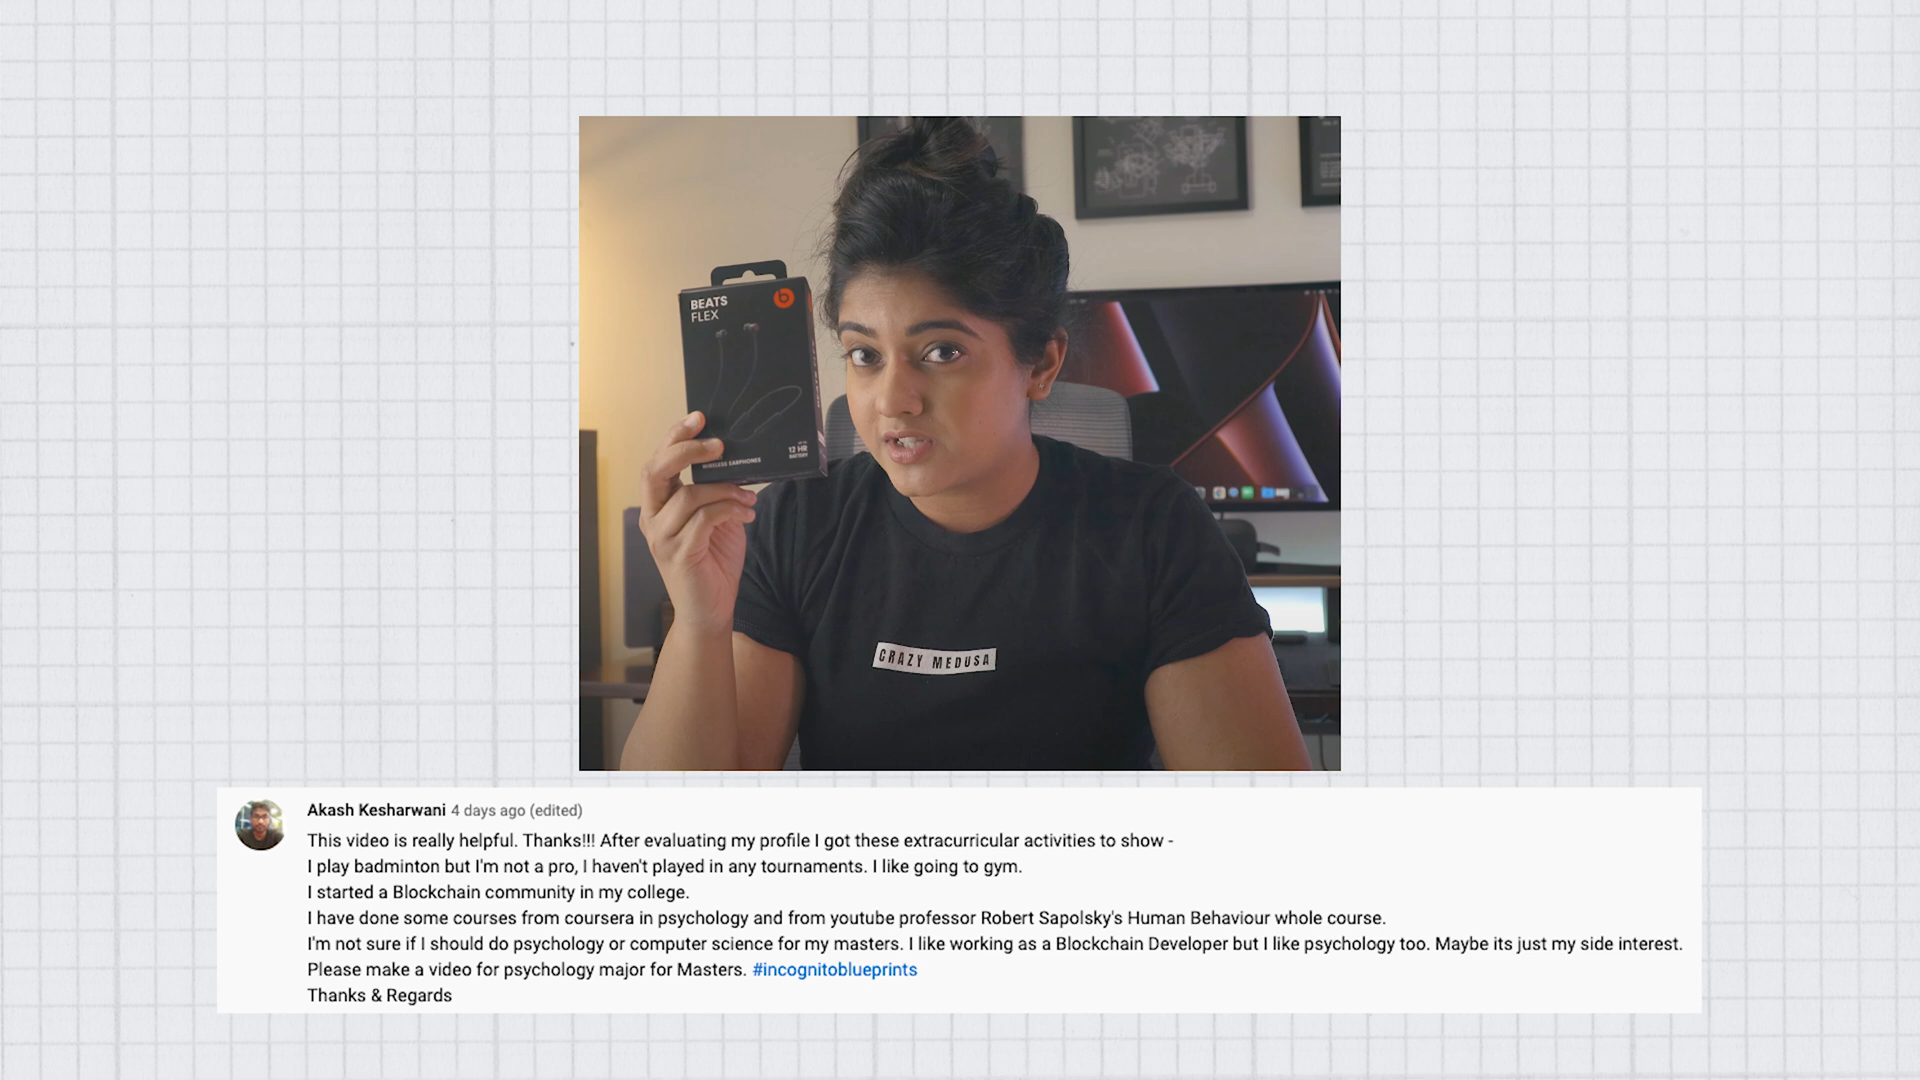 BEATS
FLEX
12 HR
BATTERY
WIRELESS EARPHONES
CRAZY MEDUSA
Akash Kesharwani 4 days ago (edited)
This video is really helpful. Thanks!!! After evaluating my profile I got these extracurricular activities to show -
I play badminton but I'm not a pro, I haven't played in any tournaments. I like going to gym.
I started a Blockchain community in my college.
I have done some courses from coursera in psychology and from youtube professor Robert Sapolsky's Human Behaviour whole course.
I'm not sure if I should do psychology or computer science for my masters. I like working as a Blockchain Developer but I like psychology too. Maybe its just my side interest.
Please make a video for psychology major for Masters. #incognitoblueprints
Thanks & Regards